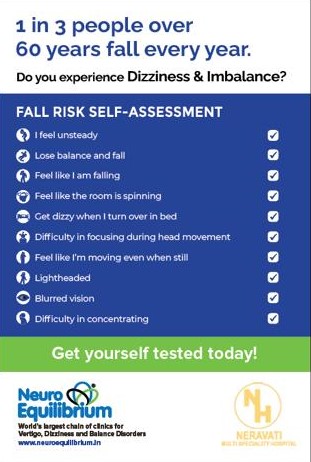 1 in 3 people over
60 years fall every year.
Do you experience Dizziness & Imbalance?
FALL RISK SELF-ASSESSMENT
I feel unsteady
Lose balance and fall
Feel like I am falling
Feel like the room is spinning
Get dizzy when I turn over in bed
Difficulty in focusing during head movement
Feel like I'm moving even when still
Lightheaded
Blurred vision
Difficulty in concentrating
Get yourself tested today!
Neuro
Equilibrium
World's largest chain of clinics for
Vertigo, Dizziness and Balance Disorders
www.neuroequilibrium.in
N
H
NERAVATI
MULTI SPECIALITY HOSPITAL